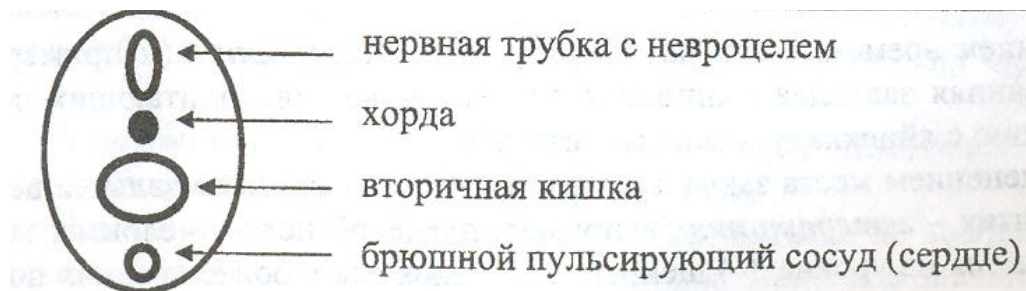 нервная трубка с невроцелем
хорда
вторичная кишка
брюшной пульсирующий сосуд (сердце)